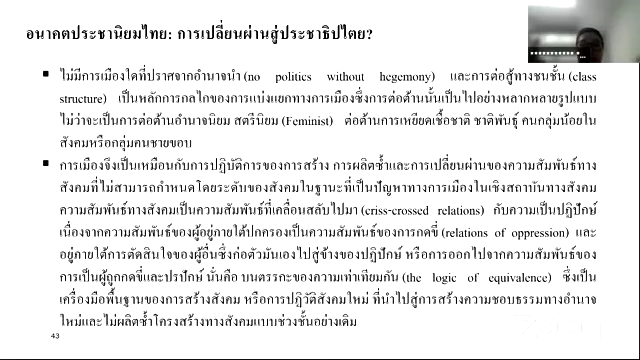 อนาคตประชานิยมไทย: การเปลี่ยนผ่านสู่ประชาธิปไตย?
▪ ไม่มีการเมืองใดที่ปราศจากอำนาจนำ (no politics without hegemony) และการต่อสู้ทางชนชั้น (class
structure) เป็นหลักการกลไกของการแบ่งแยกทางการเมืองซึ่งการต่อต้านนั้นเป็นไปอย่างหลากหลายรูปแบบ
ไม่ว่าจะเป็นการต่อต้านอำนาจนิยม สตรีนิยม (Feminist) ต่อต้านการเหยียดเชื้อชาติ ชาติพันธุ์ คนกลุ่มน้อยใน
สังคมหรือกลุ่มคนชายขอบ
▪ การเมืองจึงเป็นเหมือนกับการปฏิบัติการของการสร้าง การผลิตซ้ำและการเปลี่ยนผ่านของความสัมพันธ์ทาง
สังคมที่ไม่สามารถกำหนดโดยระดับของสังคมในฐานะที่เป็นปัญหาทางการเมืองในเชิงสถาบันทางสังคม
ความสัมพันธ์ทางสังคมเป็นความสัมพันธ์ที่เคลื่อนสลับไปมา (criss-crossed relations) กับความเป็นปฏิปักษ์
เนื่องจากความสัมพันธ์ของผู้อยู่ภายใต้ปกครองเป็นความสัมพันธ์ของการกดขี่ (relations of oppression) และ
อยู่ภายใต้การตัดสินใจของผู้อื่นซึ่งก่อตัวมันเองไปสู่ข้างของปฏิปักษ์ หรือการออกไปจากความสัมพันธ์ของ
การเป็นผู้ถูกกดขี่และปรปักษ์ นั่นคือ บนตรรกะของความเท่าเทียมกัน (the logic of equivalence) ซึ่งเป็น
เครื่องมือพื้นฐานของการสร้างสังคม หรือการปฏิวัติสังคมใหม่ ที่นำไปสู่การสร้างความชอบธรรมทางอำนาจ
ใหม่และไม่ผลิตซ้ำโครงสร้างทางสังคมแบบช่วงชั้นอย่างเดิม
43